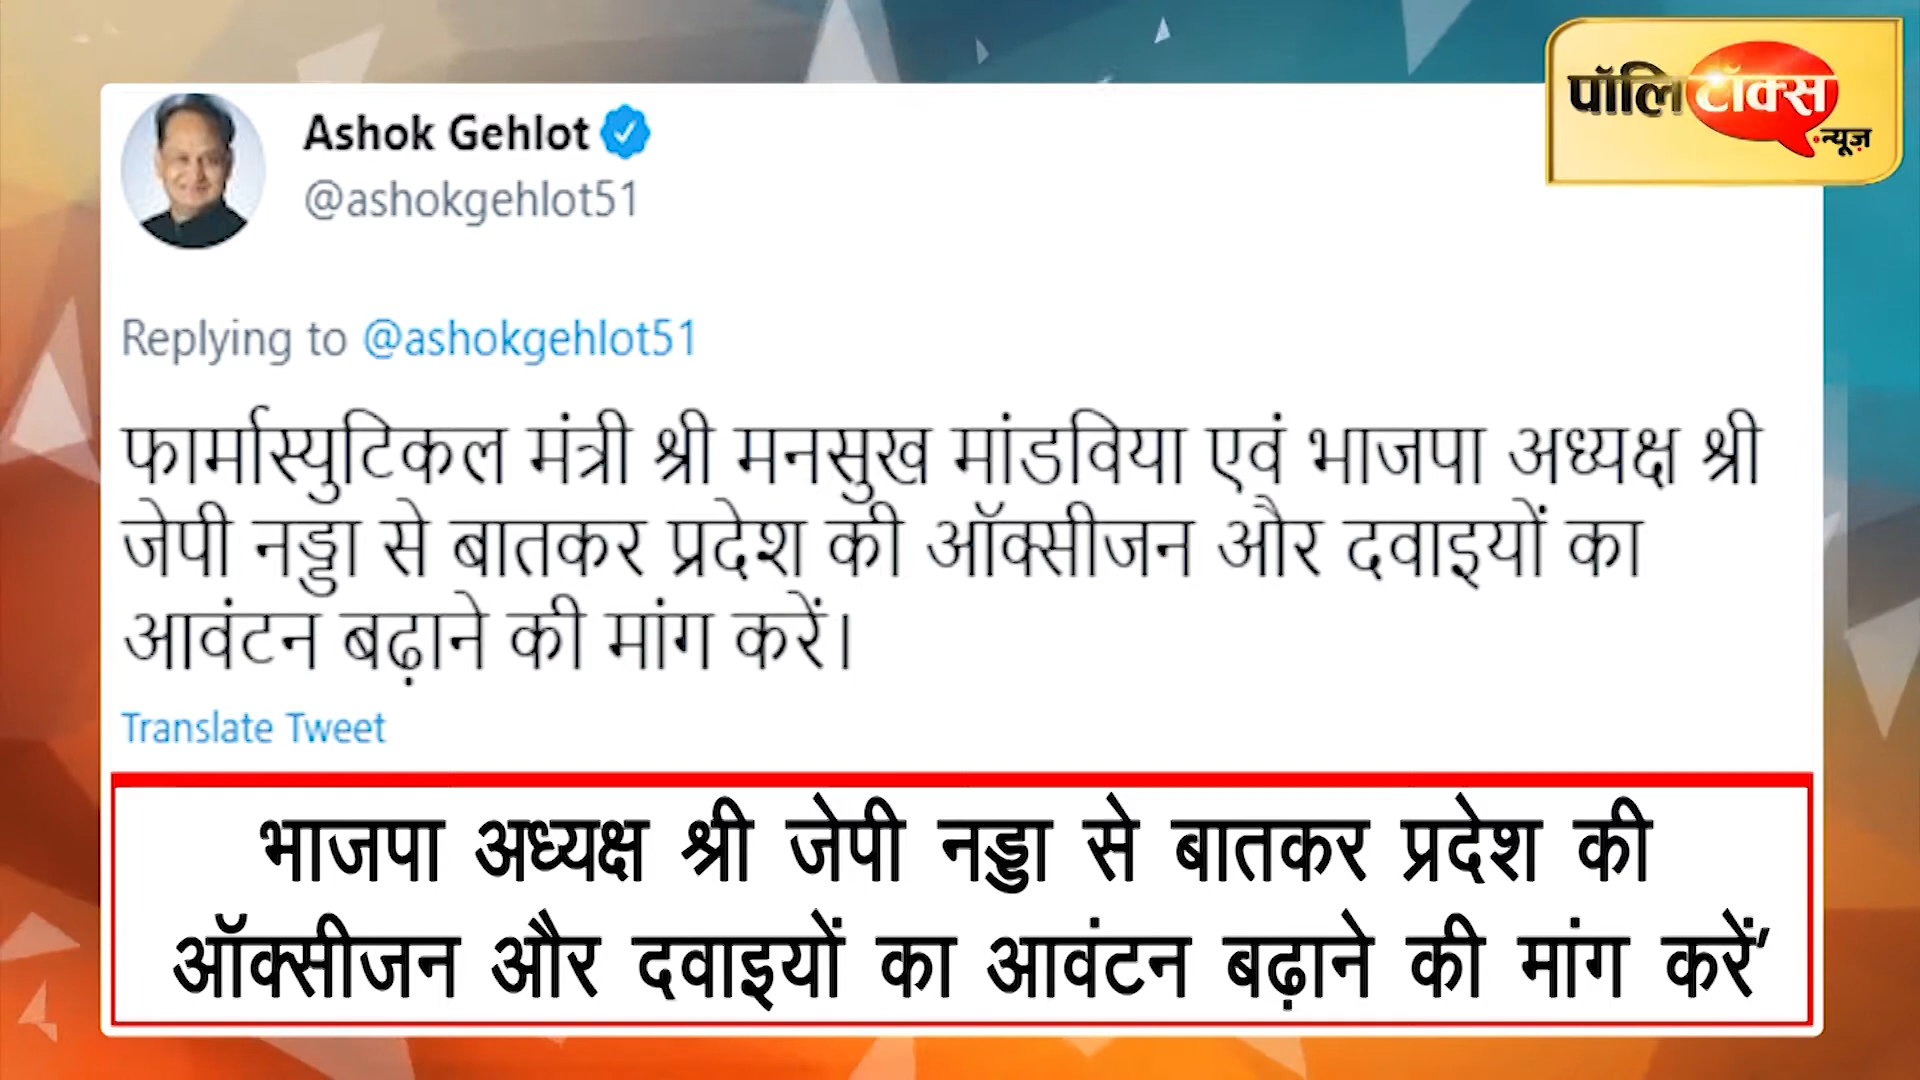 पॉलिटॉक्स
न्यूज़
Ashok Gehlot
@ashokgehlot51
Replying to @ashokgehlot51
फार्मास्युटिकल मंत्री श्री मनसुख मांडविया एवं भाजपा अध्यक्ष श्री
जेपी नड्डा से बातकर प्रदेश की ऑक्सीजन और दवाइयों का
आवंटन बढ़ाने की मांग करें।
Translate Tweet
भाजपा अध्यक्ष श्री जेपी नड्डा से बातकर प्रदेश की
ऑक्सीजन और दवाइयों का आवंटन बढ़ाने की मांग करें’